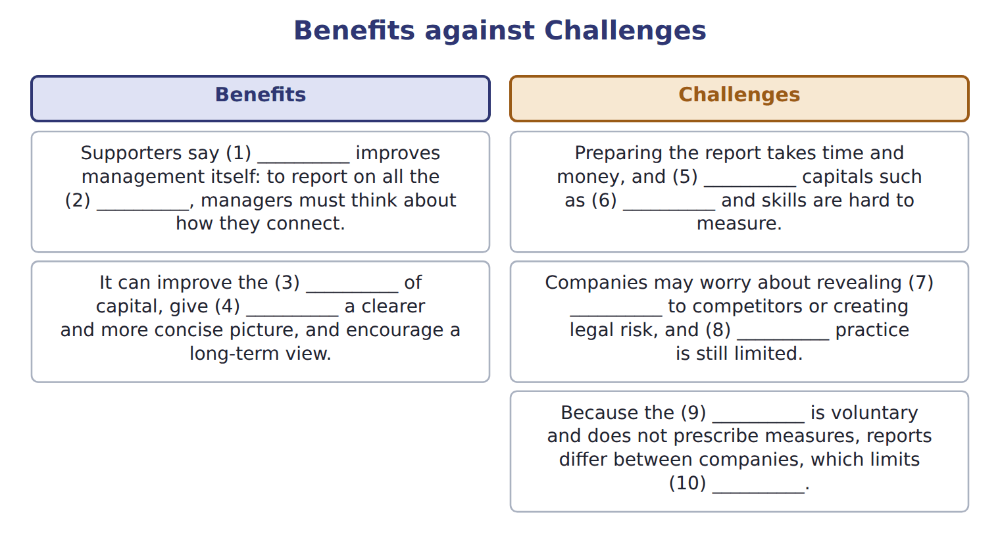 Benefits against Challenges
Benefits
Supporters say (1) __________ improves
management itself: to report on all the
(2) __________, managers must think about
how they connect.
It can improve the (3) __________ of
capital, give (4) __________ a clearer
and more concise picture, and encourage a
long-term view.
Challenges
Preparing the report takes time and
money, and (5) __________ capitals such
as (6) __________ and skills are hard to
measure.
Companies may worry about revealing (7)
__________ to competitors or creating
legal risk, and (8) __________ practice
is still limited.
Because the (9) __________ is voluntary
and does not prescribe measures, reports
differ between companies, which limits
(10) __________.